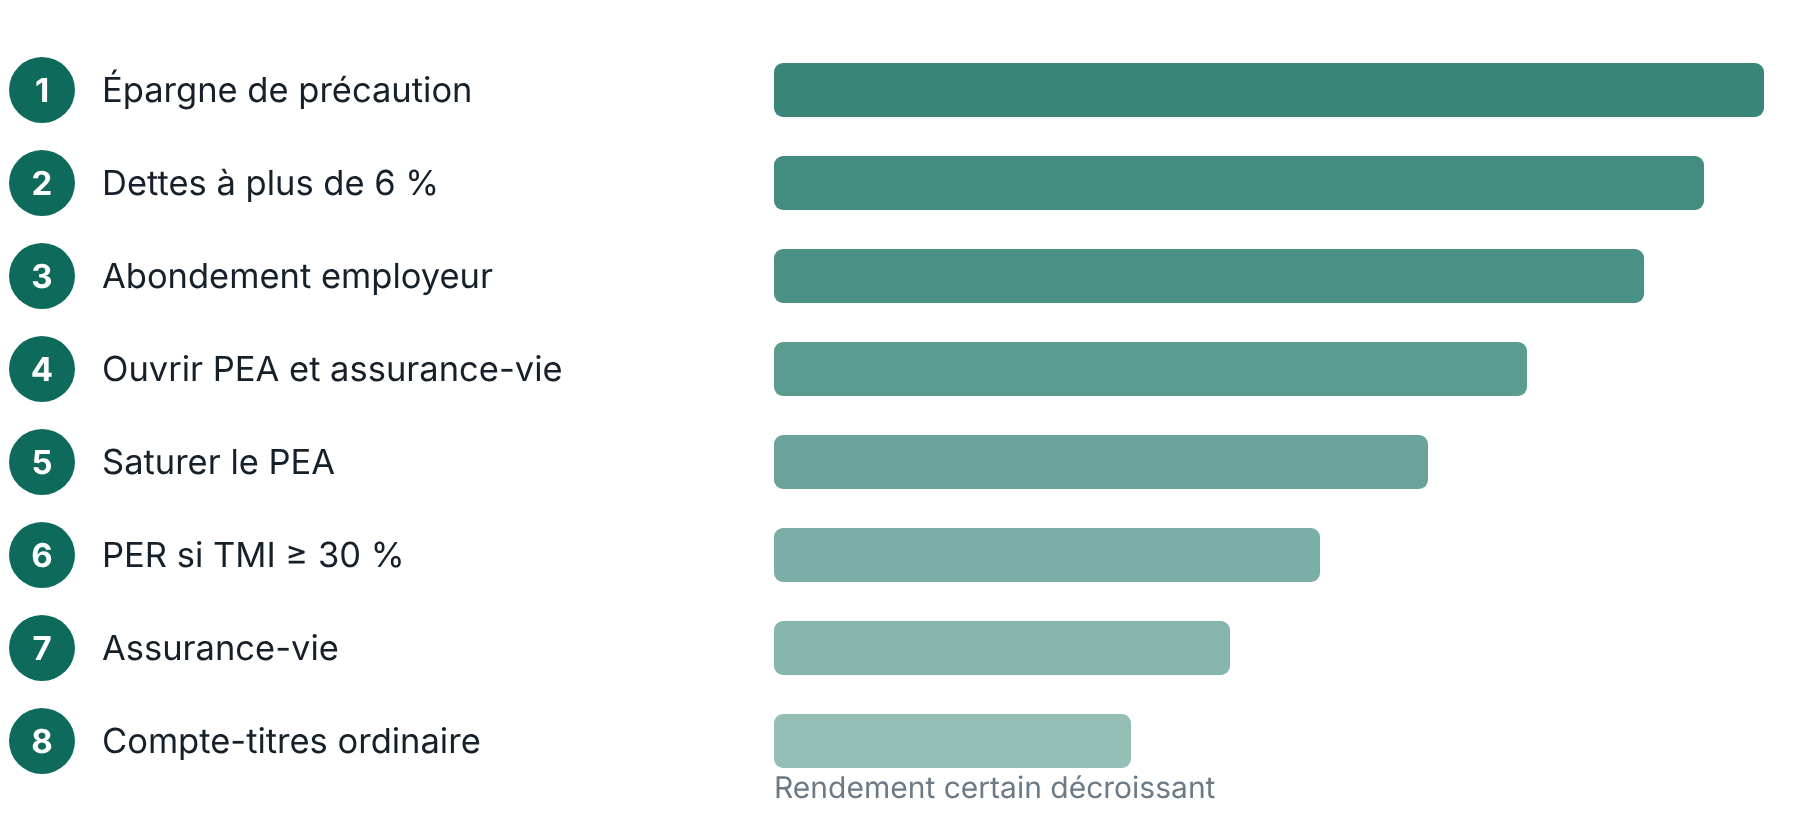 1 Épargne de précaution
2 Dettes à plus de 6 %
3 Abondement employeur
4 Ouvrir PEA et assurance-vie
5 Saturer le PEA
6 PER si TMI ≥ 30 %
7 Assurance-vie
8 Compte-titres ordinaire
Rendement certain décroissant